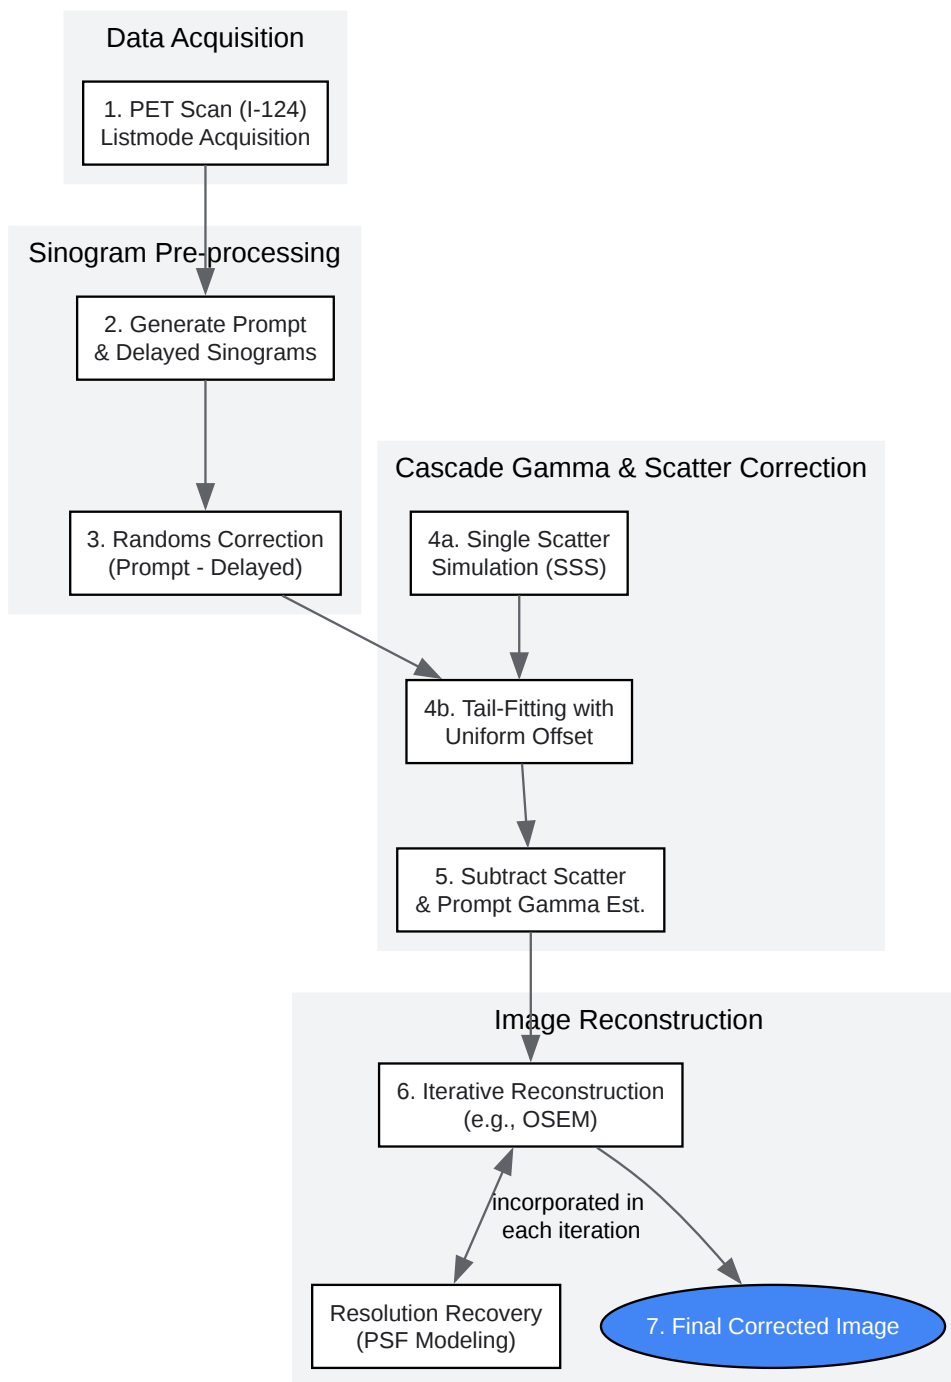 Data Acquisition
1. PET Scan (I-124)
Listmode Acquisition
Sinogram Pre-processing
2. Generate Prompt
& Delayed Sinograms
3. Randoms Correction
(Prompt - Delayed)
Cascade Gamma & Scatter Correction
4a. Single Scatter
Simulation (SSS)
4b. Tail-Fitting with
Uniform Offset
5. Subtract Scatter
& Prompt Gamma Est.
Image Reconstruction
6. Iterative Reconstruction
(e.g., OSEM)
incorporated in
each iteration
Resolution Recovery
(PSF Modeling)
7. Final Corrected Image